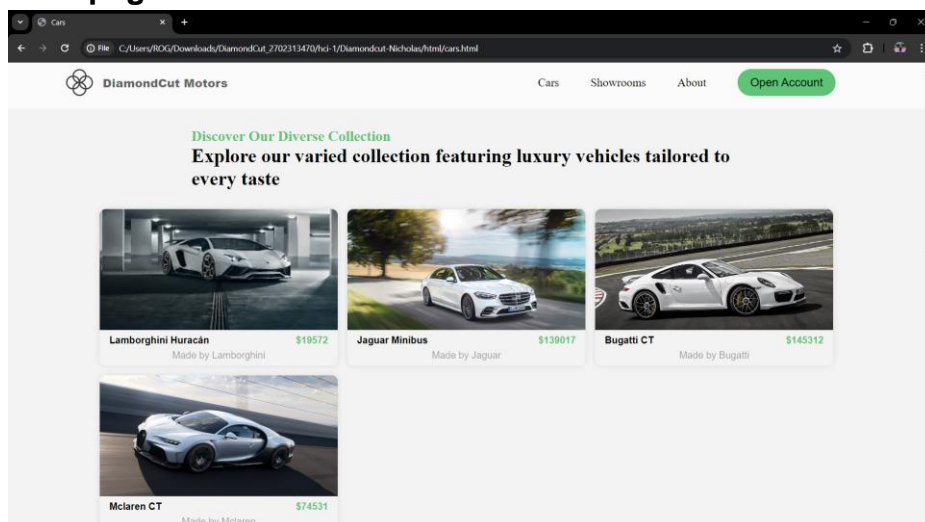 Cars
File C:/Users/ROG/Downloads/DiamondCut_2702313470/hci-1/Diamondcut-Nicholas/html/cars.html
DiamondCut Motors Cars Showrooms About Open Account
Discover Our Diverse Collection
Explore our varied collection featuring luxury vehicles tailored to
every taste
Lamborghini Huracán $19572
Made by Lamborghini
Jaguar Minibus $139017
Made by Jaguar
Bugatti CT $145312
Made by Bugatti
Mclaren CT $74531
Made by Mclaren